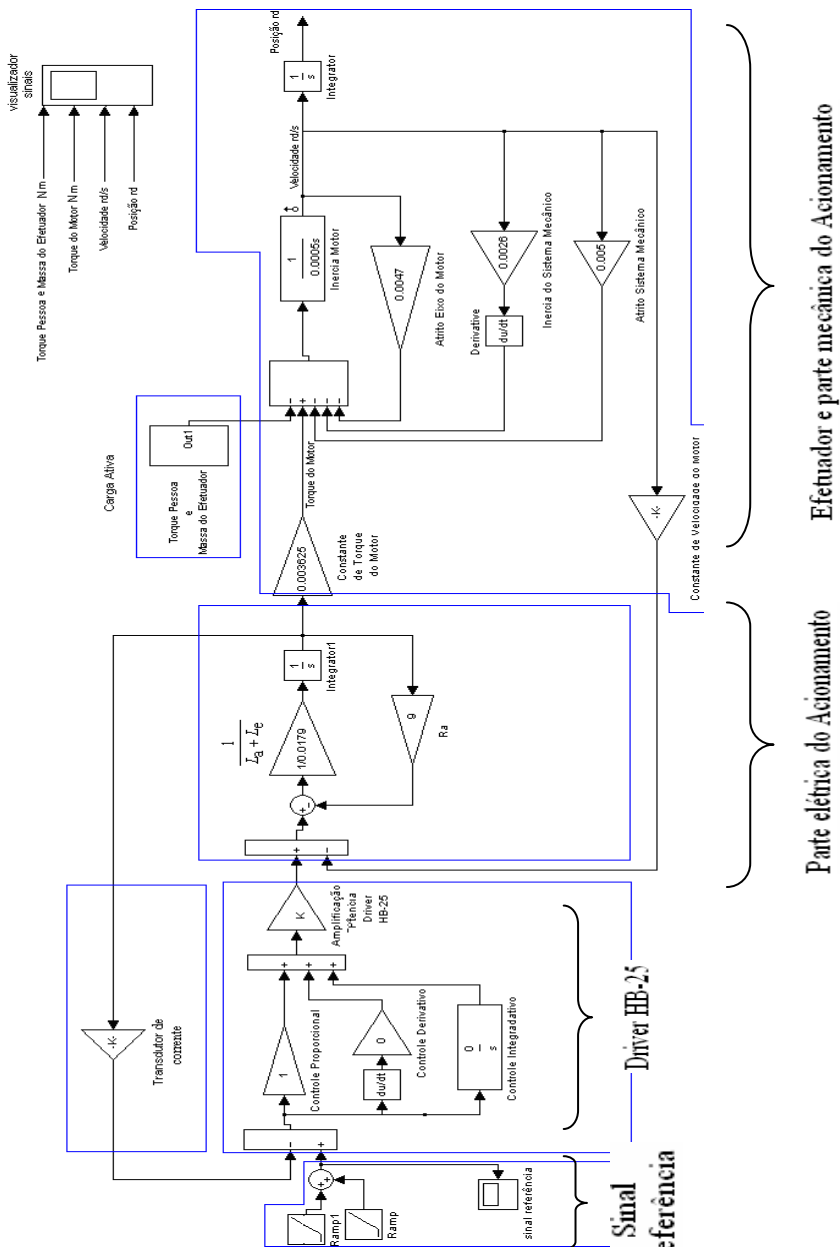 visualizador
sinais
Torque Pessoa e Massa do Efetuador Nm
Torque do Motor Nm
Velocidade rd/s
Posição rd
Sinal
eferência
Ramp1
Ramp
sinal referência
Transdutor de
corrente
-K-
Driver HB-25
1
Controle Proporcional
du/dt
0
Controle Derivativo
0
s
Controle Integradativo
K
Amplificação
Driver
HB-25
Parte elétrica do Acionamento
1
La + Le
1/0.0179
1
s
Integrator1
9
Ra
Carga Ativa
Torque Pessoa
e
Massa do Efetuador
Out1
0.003625
Constante
de Torque
do Motor
Torque do Motor
Efetuador e parte mecânica do Acionamento
1
0.0005s
Inercia Motor
Velocidade rd/s
1
s
Integrator
Posição rd
0.0047
Atrito Eixo do Motor
Derivative
du/dt
0.0026
Inercia do Sistema Mecânico
0.005
Atrito Sistema Mecânico
-K-
Constante de Velocidade do Motor